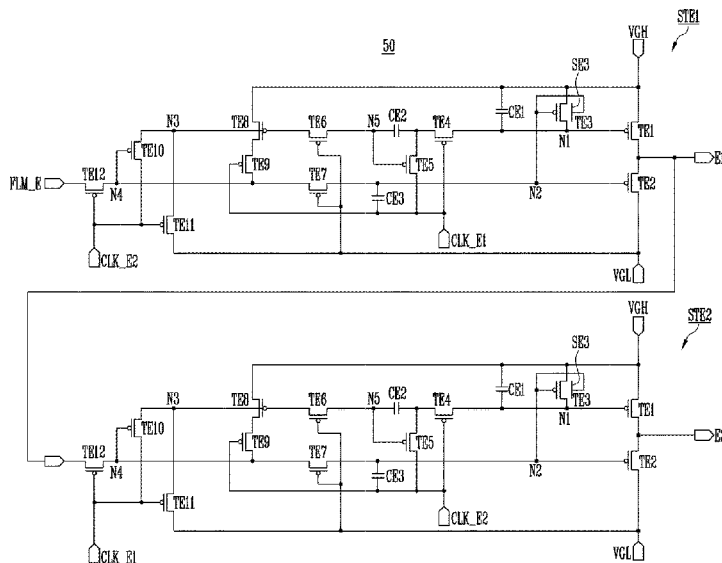 STE1
50
VGH
SE3
N3
TE8
TE6
N5
CE2
TE4
CE1
TE3
N1
TE1
TE10
TE9
TE5
TE12
FLM_E
N4
TE7
N2
TE2
CE3
TE11
CLK_E2
CLK_E1
VGL
VGH
STE2
SE3
N3
TE8
TE6
N5
CE2
TE4
CE1
TE3
N1
TE1
TE10
TE9
TE5
TE12
N4
TE7
N2
TE2
CE3
TE11
CLK_E1
CLK_E2
VGL